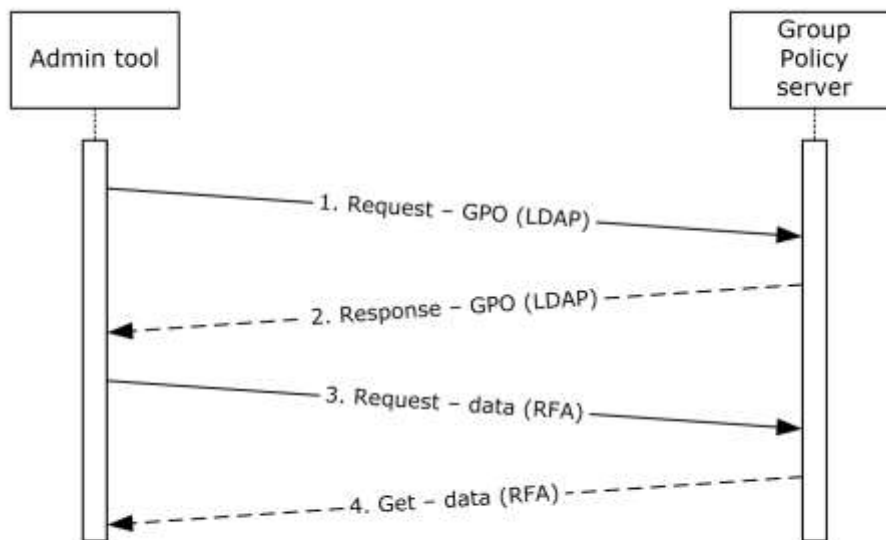 Admin tool
Group
Policy
server
1. Request – GPO (LDAP)
2. Response – GPO (LDAP)
3. Request – data (RFA)
4. Get – data (RFA)